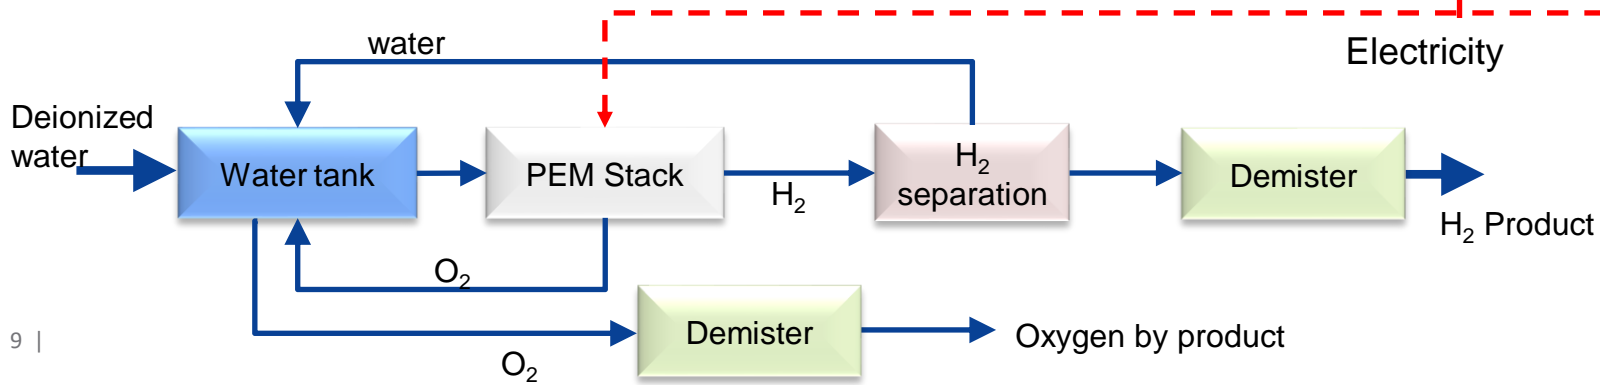 water
Electricity
Deionized
water
Water tank
PEM Stack
H₂
H₂
separation
Demister
H₂ Product
O₂
Demister
Oxygen by product
O₂
9 |